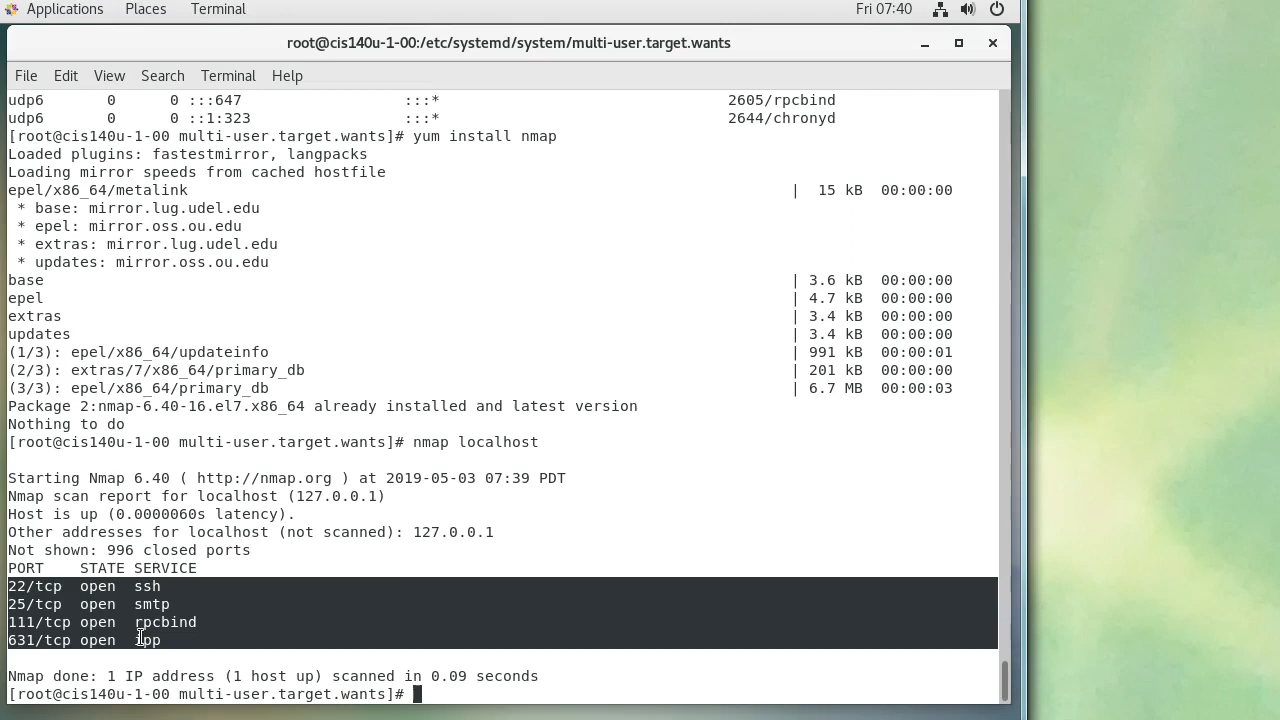 Applications Places Terminal Fri 07:40
root@cis140u-1-00:/etc/systemd/system/multi-user.target.wants
File Edit View Search Terminal Help
udp6 0 0 :::647 :::* 2605/rpcbind
udp6 0 0 ::1:323 :::* 2644/chronyd
[root@cis140u-1-00 multi-user.target.wants]# yum install nmap
Loaded plugins: fastestmirror, langpacks
Loading mirror speeds from cached hostfile
epel/x86_64/metalink | 15 kB 00:00:00
* base: mirror.lug.udel.edu
* epel: mirror.oss.ou.edu
* extras: mirror.lug.udel.edu
* updates: mirror.oss.ou.edu
base | 3.6 kB 00:00:00
epel | 4.7 kB 00:00:00
extras | 3.4 kB 00:00:00
updates | 3.4 kB 00:00:00
(1/3): epel/x86_64/updateinfo | 991 kB 00:00:01
(2/3): extras/7/x86_64/primary_db | 201 kB 00:00:00
(3/3): epel/x86_64/primary_db | 6.7 MB 00:00:03
Package 2:nmap-6.40-16.el7.x86_64 already installed and latest version
Nothing to do
[root@cis140u-1-00 multi-user.target.wants]# nmap localhost
Starting Nmap 6.40 ( http://nmap.org ) at 2019-05-03 07:39 PDT
Nmap scan report for localhost (127.0.0.1)
Host is up (0.0000060s latency).
Other addresses for localhost (not scanned): 127.0.0.1
Not shown: 996 closed ports
PORT STATE SERVICE
22/tcp open ssh
25/tcp open smtp
111/tcp open rpcbind
631/tcp open ipp
Nmap done: 1 IP address (1 host up) scanned in 0.09 seconds
[root@cis140u-1-00 multi-user.target.wants]#